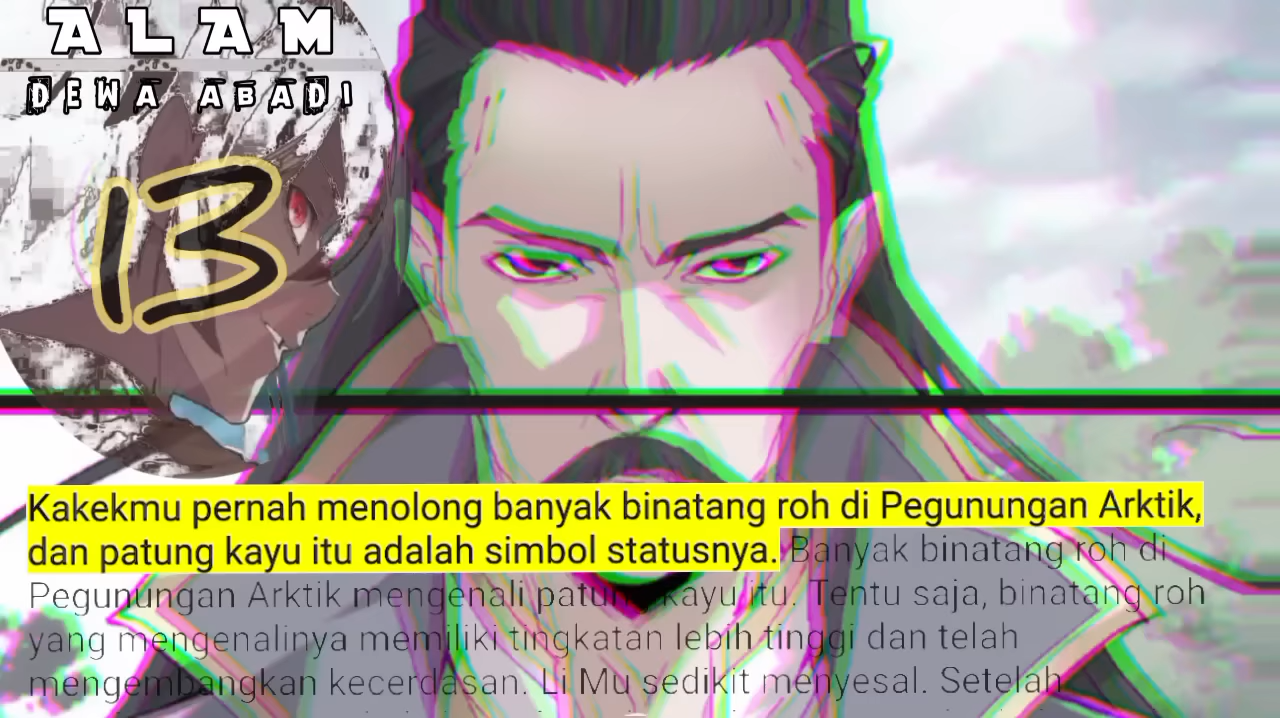 ALAM
DEWA ABADI
13
Kakekmu pernah menolong banyak binatang roh di Pegunungan Arktik,
dan patung kayu itu adalah simbol statusnya. Banyak binatang roh di
Pegunungan Arktik mengenali patung kayu itu. Tentu saja, binatang roh
yang mengenalinya memiliki tingkatan lebih tinggi dan telah
mengembangkan kecerdasan. Li Mu sedikit menyesal. Setelah